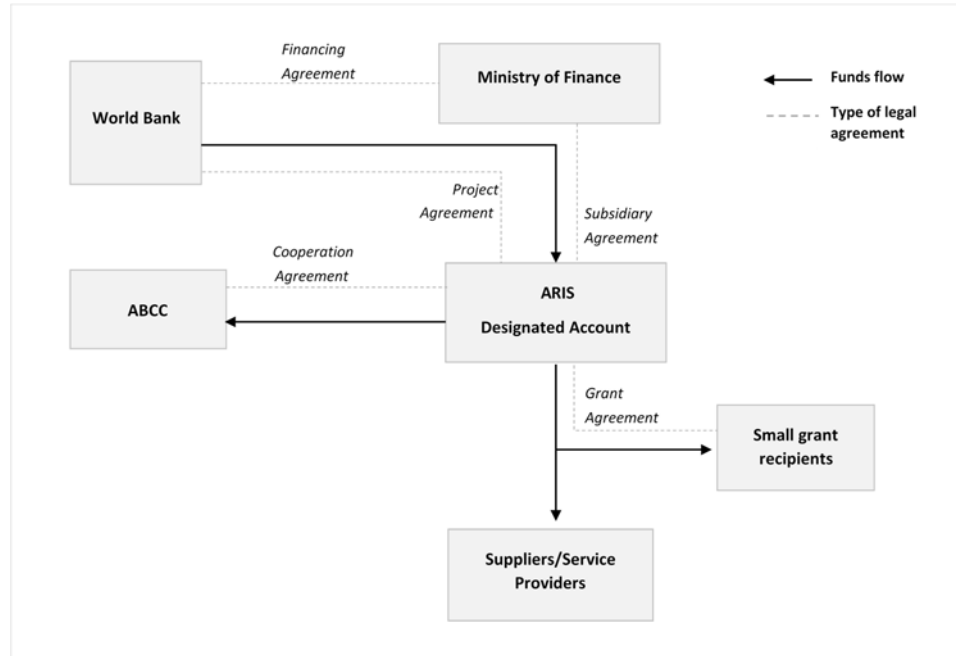 Financing
Agreement
Ministry of Finance
Funds flow
World Bank
Type of legal
agreement
Project
Agreement
Subsidiary
Agreement
Cooperation
Agreement
ABCC
ARIS
Designated Account
Grant
Agreement
Small grant
recipients
Suppliers/Service
Providers